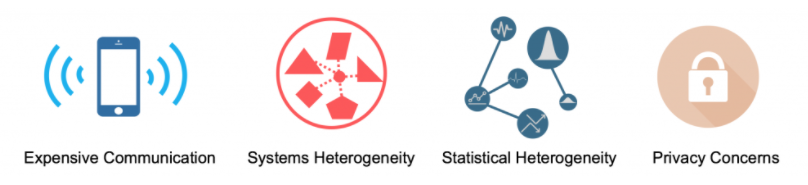 Expensive Communication
Systems Heterogeneity
Statistical Heterogeneity
Privacy Concerns